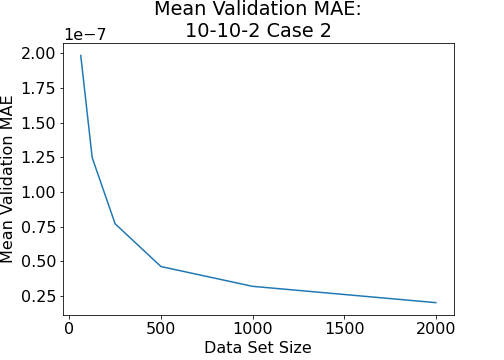 Mean Validation MAE:
10-10-2 Case 2
1e−7
2.00
1.75
1.50
1.25
1.00
0.75
0.50
0.25
Mean Validation MAE
0 500 1000 1500 2000
Data Set Size